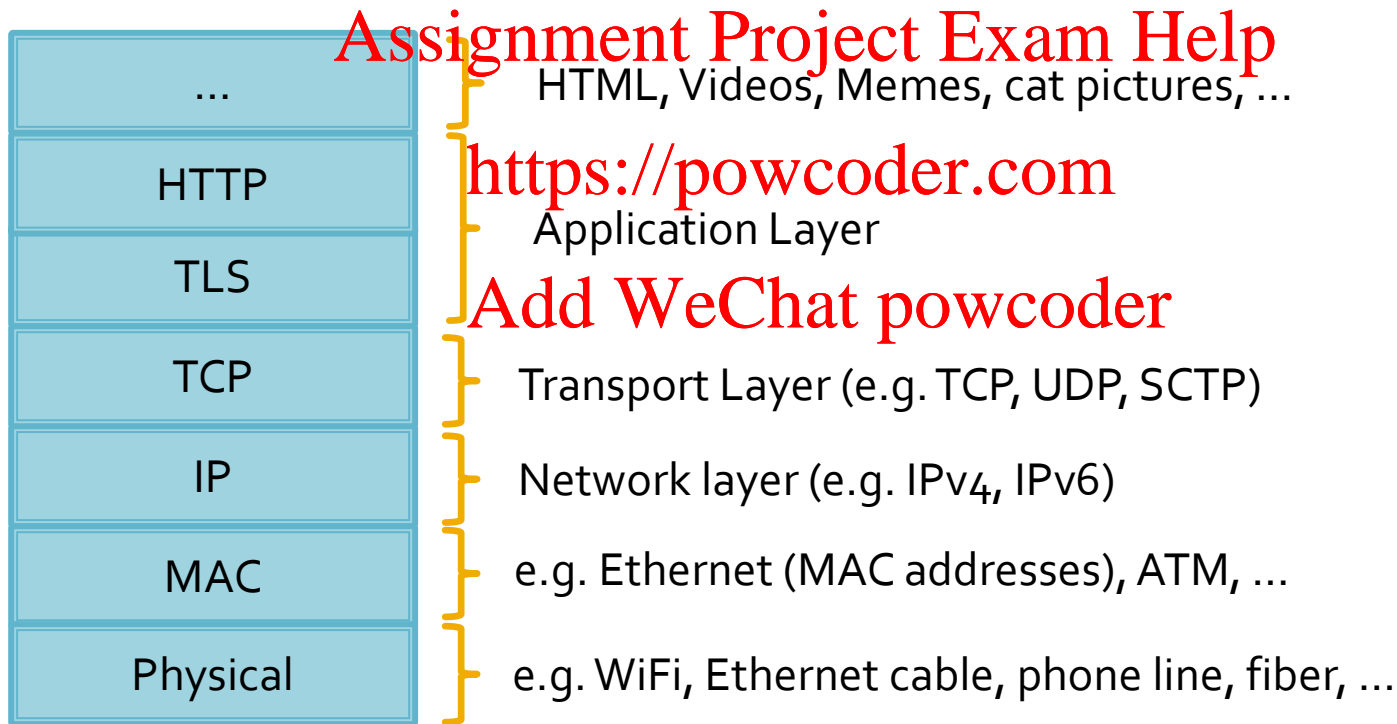 Assignment Project Exam Help
...
HTML, Videos, Memes, cat pictures, ...
HTTP
https://powcoder.com
Application Layer
TLS
Add WeChat powcoder
TCP
Transport Layer (e.g. TCP, UDP, SCTP)
IP
Network layer (e.g. IPv4, IPv6)
MAC
e.g. Ethernet (MAC addresses), ATM, ...
Physical
e.g. WiFi, Ethernet cable, phone line, fiber, ...